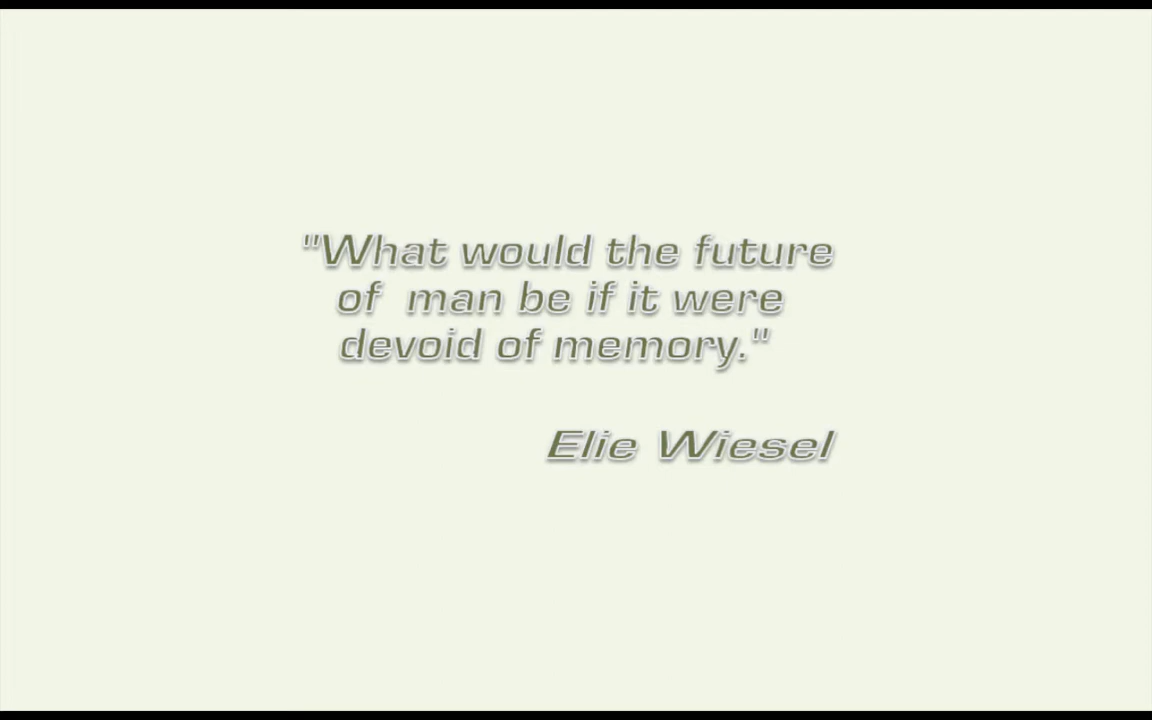 "What would the future
of  man be if it were
devoid of memory."
Elie Wiesel